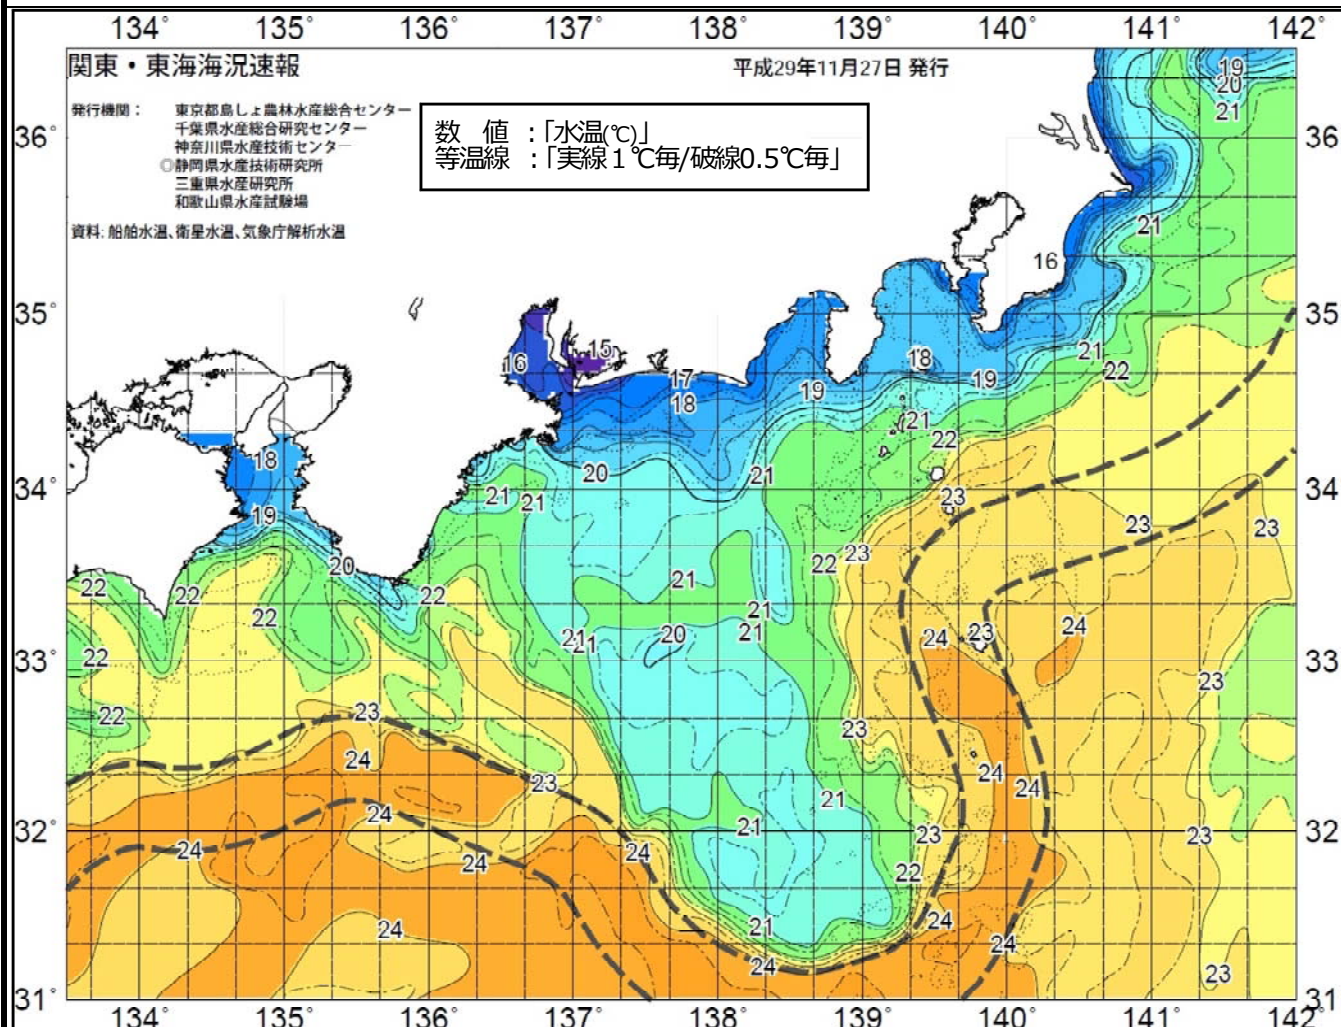 134° 135° 136° 137° 138° 139° 140° 141° 142°
関東・東海海況速報
平成29年11月27日 発行
発行機関： 東京都島しょ農林水産総合センター
千葉県水産総合研究センター
神奈川県水産技術センター
◎静岡県水産技術研究所
三重県水産研究所
和歌山県水産試験場
資料: 船舶水温、衛星水温、気象庁解析水温
数 値 ：「水温(℃)」
等温線 ：「実線１℃毎/破線0.5℃毎」
19
20
21
36° 36°
21
16
35° 35°
16 15 18 21
17 19 22
18 19
21
22
18 20 21
34° 21 21 23 34°
19 23 23
20 22 23
22 22 22 21
22 21
20 21 24 23 24
21 21
33° 22 33°
23
22 23 23
24 23 24
24 21 24
32° 24 21 23 23 32°
24 24 24 22
24 21 24
24 24
23
31° 31°
134 135 136 137 138 139 140 141 142°